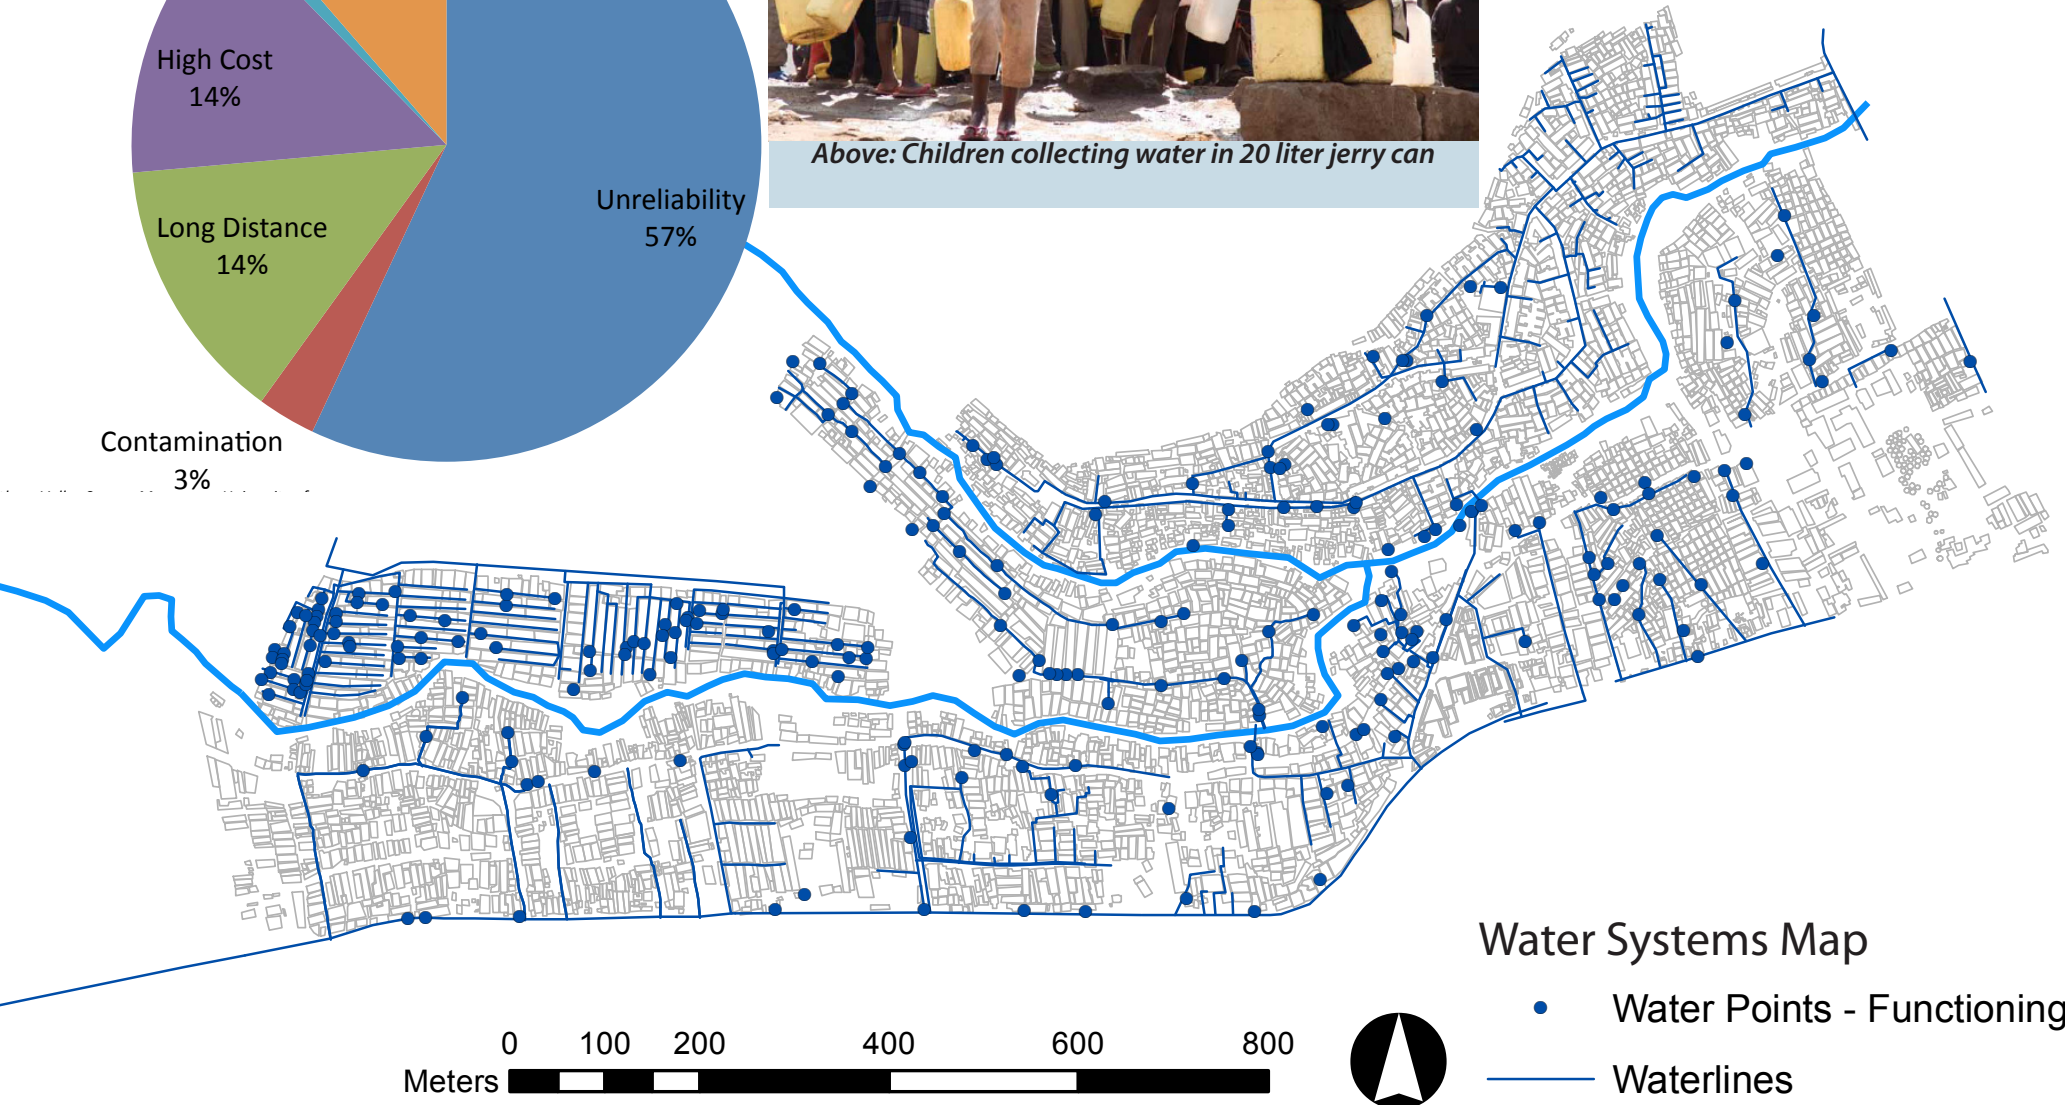 High Cost
14%
Long Distance
14%
Contamination
3%
Unreliability
57%
Above: Children collecting water in 20 liter jerry can
Water Systems Map
Water Points - Functioning
Waterlines
0 100 200 400 600 800
Meters